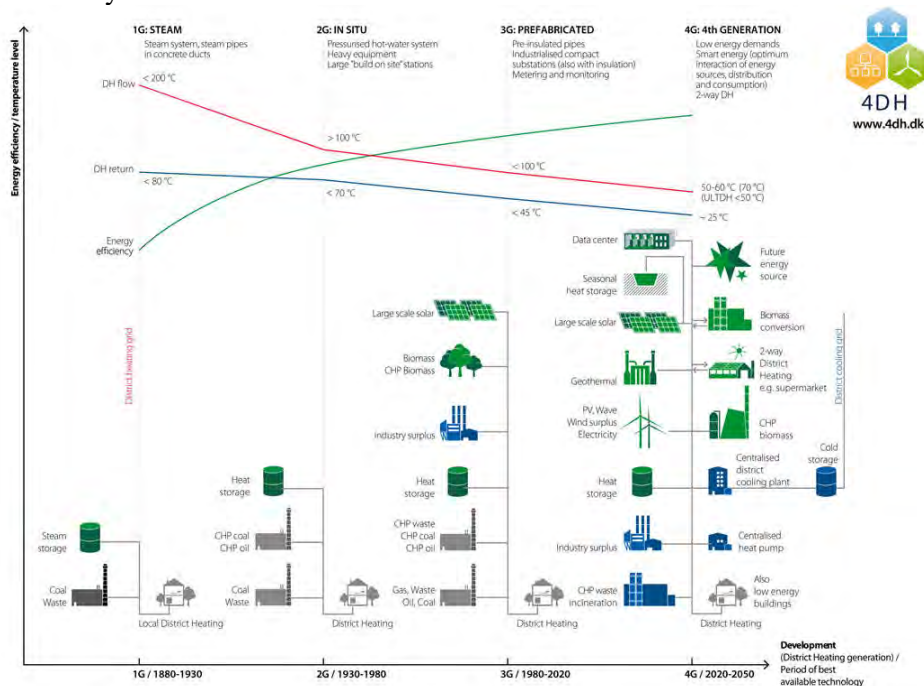 1G: STEAM
Steam system, steam pipes
in concrete ducts
2G: IN SITU
Pressurised hot-water system
Heavy equipment
Large "build on site" stations
3G: PREFABRICATED
Pre-insulated pipes
Industrialised compact
substations (also with insulation)
Metering and monitoring
4G: 4th GENERATION
Low energy demands
Smart energy (optimum
Interaction of energy
sources, distribution
and consumption)
2-way DH
4DH
www.4dh.dk
Energy efficiency / temperature level
DH flow
< 200 °C
> 100 °C
< 100 °C
50-60 °C (70 °C)
(ULTDH <50 °C)
DH return
< 80 °C
< 70 °C
< 45 °C
~ 25 °C
Energy
efficiency
District heating grid
Steam
storage
Coal
Waste
Local District Heating
Heat
storage
CHP coal
CHP oil
Coal
Waste
District Heating
Large scale solar
Biomass
CHP Biomass
industry surplus
Heat
storage
CHP waste
CHP coal
CHP oil
Gas, Waste
Oil, Coal
District Heating
Data center
Seasonal
heat storage
Large scale solar
Geothermal
PV, Wave
Wind surplus
Electricity
Heat
storage
Industry surplus
CHP waste
incineration
Future
energy
source
Biomass
conversion
2-way
District
Heating
e.g. supermarket
CHP
biomass
Centralised
district
cooling plant
Cold
storage
District cooling grid
Centralised
heat pump
Also
low energy
buildings
District Heating
1G / 1880-1930
2G / 1930-1980
3G / 1980-2020
4G / 2020-2050
Development
(District Heating generation) /
Period of best
available technology